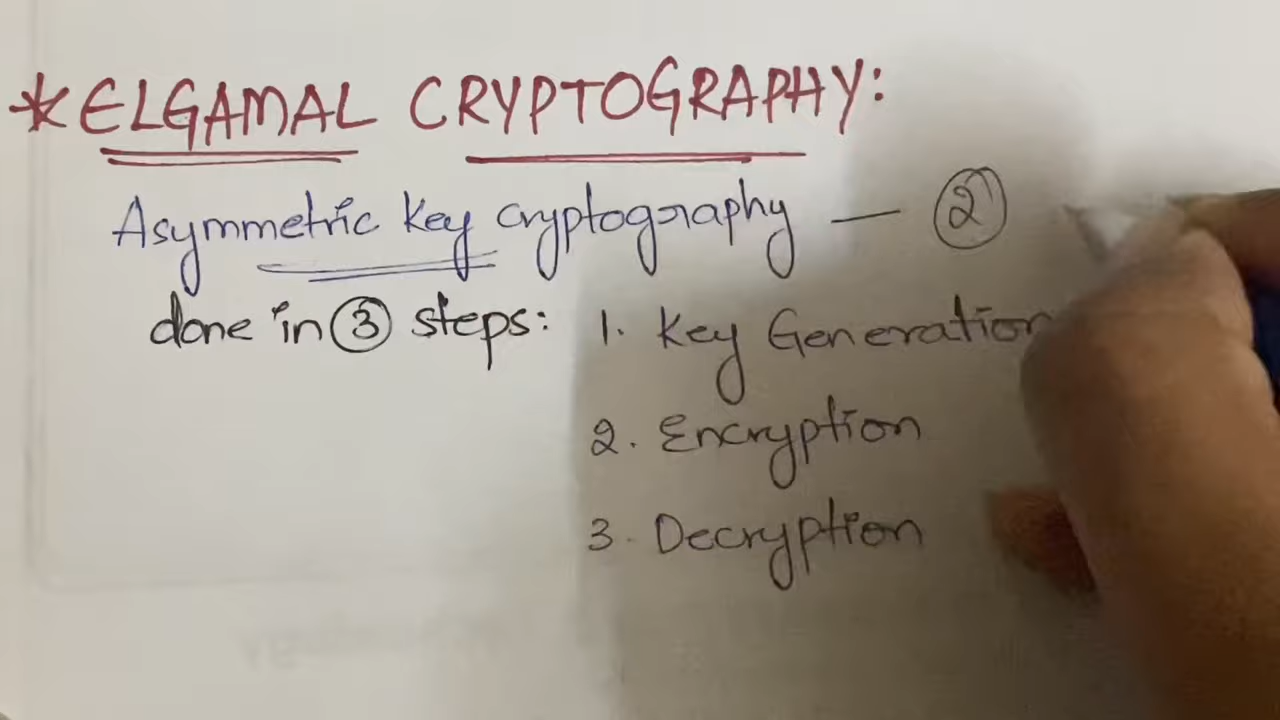 *ELGAMAL CRYPTOGRAPHY:
Asymmetric key cryptography — 2
done in 3 steps: 1. Key Generation
2. Encryption
3. Decryption